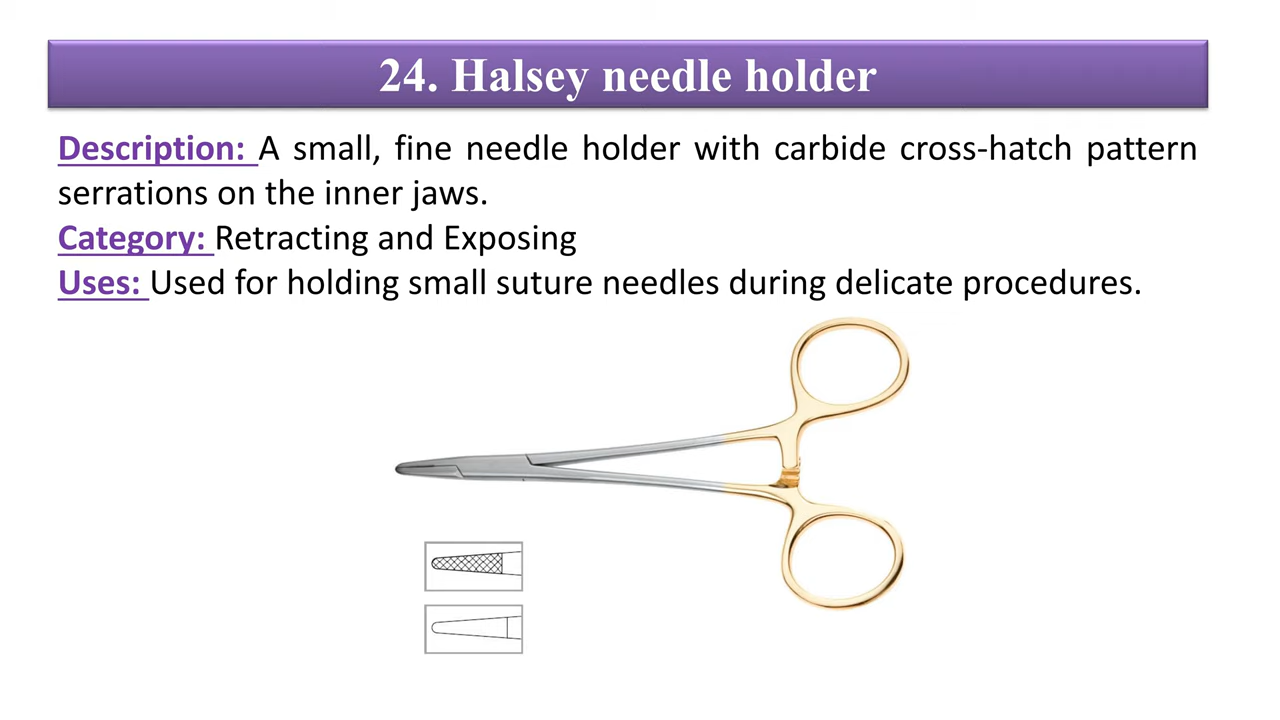 24. Halsey needle holder
Description: A small, fine needle holder with carbide cross-hatch pattern
serrations on the inner jaws.
Category: Retracting and Exposing
Uses: Used for holding small suture needles during delicate procedures.